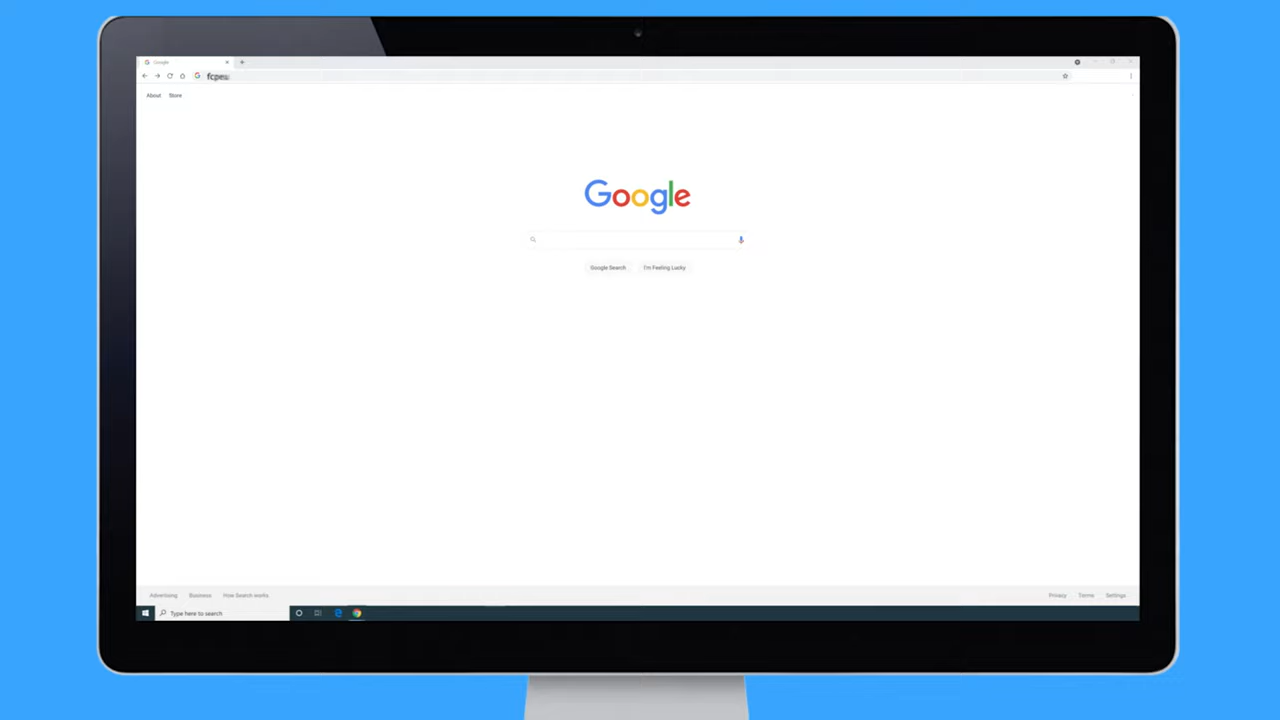 Google
About Store
Google
Google Search I'm Feeling Lucky
Advertising Business How Search works
Privacy Terms Settings
Type here to search